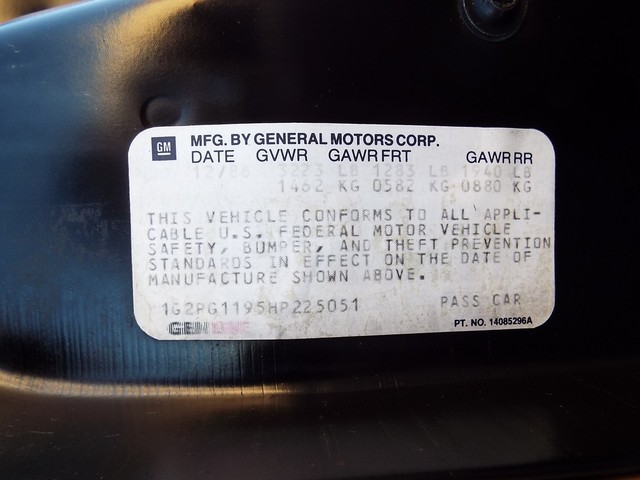 GM
MFG. BY GENERAL MOTORS CORP.
DATE GVWR GAWR FRT GAWR RR
12/86 3223 LB 1283 LB 1940 LB
1462 KG 0582 KG 0880 KG
THIS VEHICLE CONFORMS TO ALL APPLI-
CABLE U.S. FEDERAL MOTOR VEHICLE
SAFETY, BUMPER, AND THEFT PREVENTION
STANDARDS IN EFFECT ON THE DATE OF
MANUFACTURE SHOWN ABOVE.
1G2PG1195HP225051 PASS CAR
GENUINE
PT. NO. 14085296A